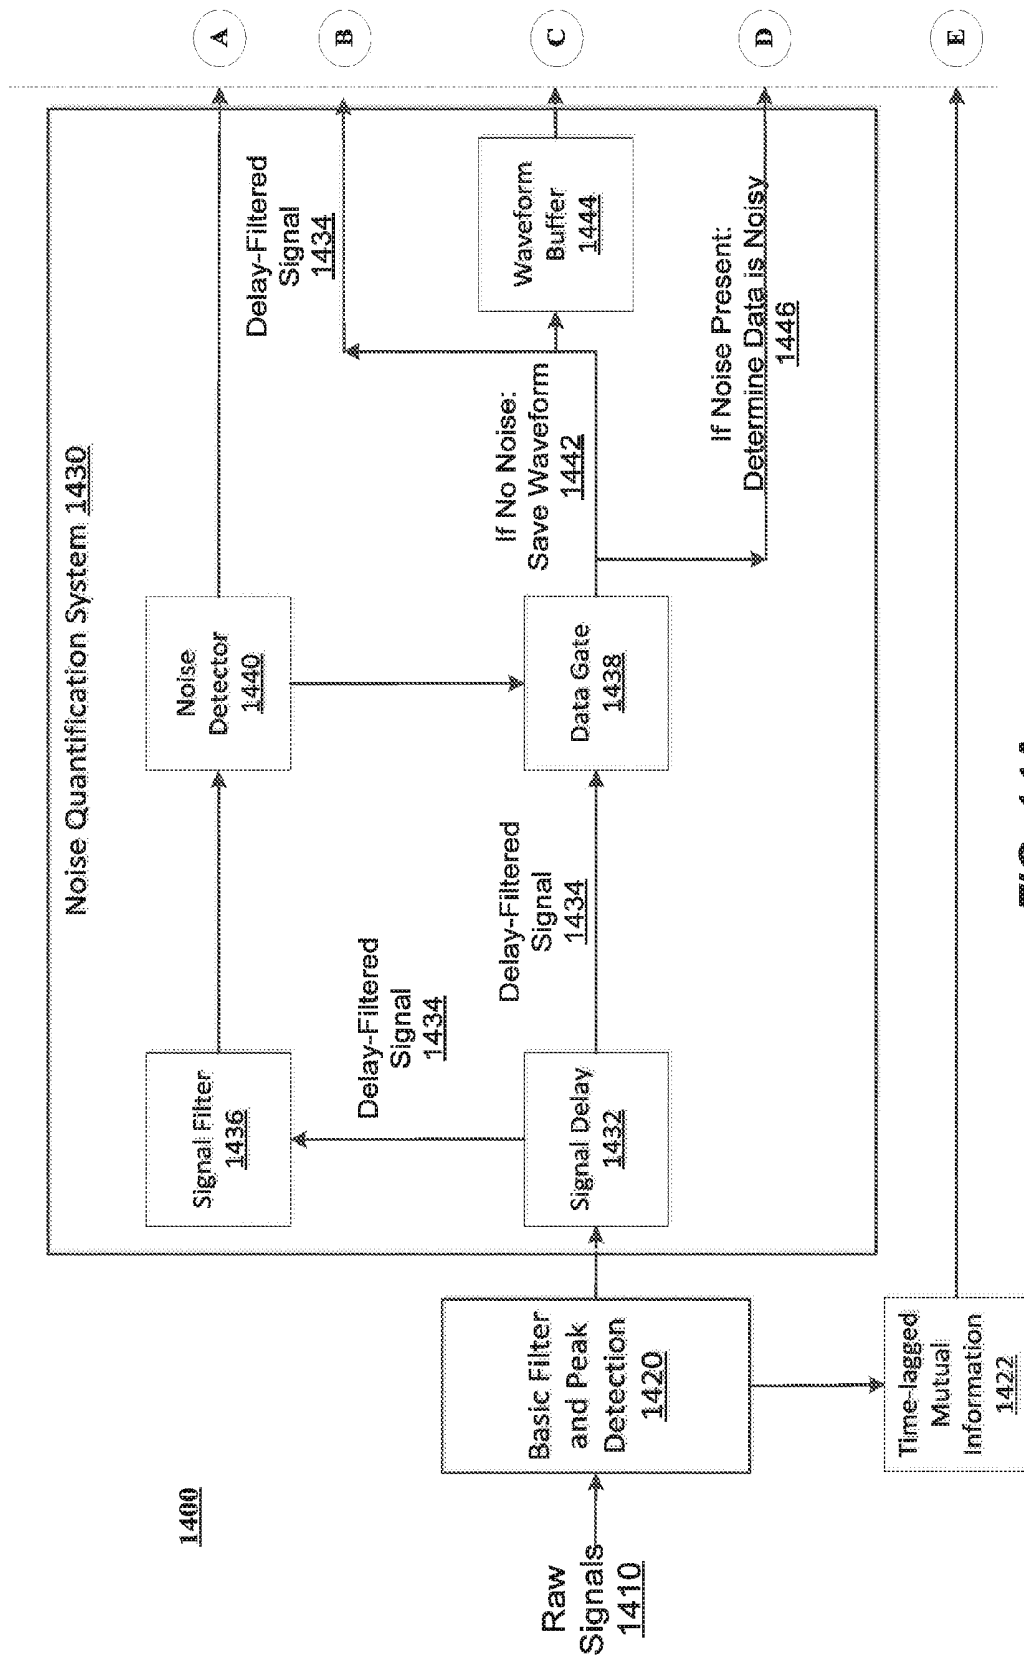 1400
Raw
Signals
1410
Basic Filter
and Peak
Detection
1420
Time-lagged
Mutual
Information
1422
Noise Quantification System 1430
Signal Filter
1436
Delay-Filtered
Signal
1434
Signal Delay
1432
Delay-Filtered
Signal
1434
Noise
Detector
1440
Data Gate
1438
If No Noise:
Save Waveform
1442
If Noise Present:
Determine Data is Noisy
1446
Delay-Filtered
Signal
1434
Waveform
Buffer
1444
A
B
C
D
E